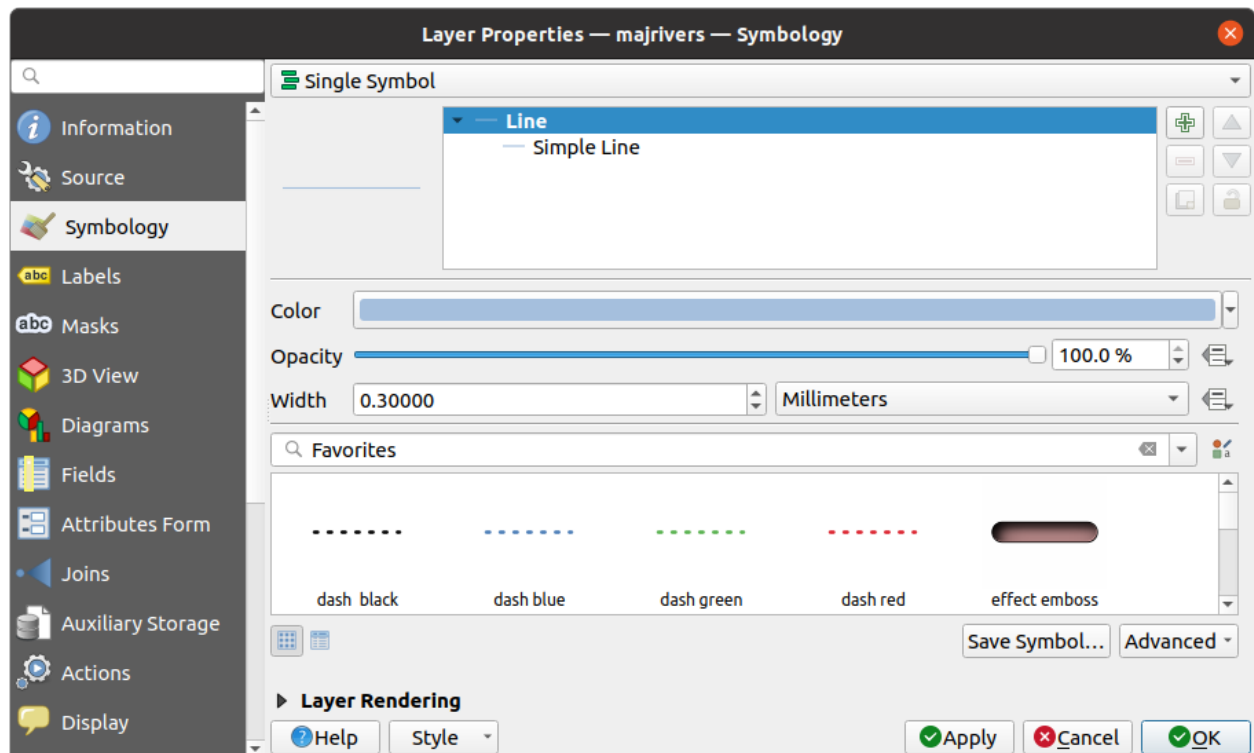 Layer Properties — majrivers — Symbology
Single Symbol
Information
Source
Symbology
Labels
Masks
3D View
Diagrams
Fields
Attributes Form
Joins
Auxiliary Storage
Actions
Display
Line
Simple Line
Color
Opacity
100.0 %
Width
0.30000
Millimeters
Favorites
dash black
dash blue
dash green
dash red
effect emboss
Save Symbol...
Advanced
Layer Rendering
Help
Style
Apply
Cancel
OK